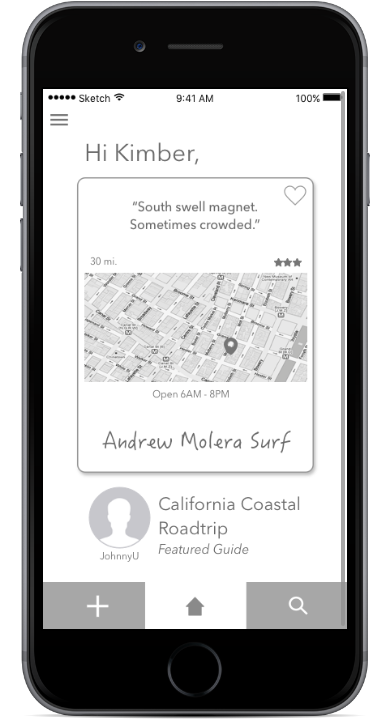 Sketch 9:41 AM 100%
Hi Kimber,
“South swell magnet.
Sometimes crowded.”
30 mi.
Open 6AM - 8PM
Andrew Molera Surf
California Coastal
Roadtrip
JohnnyU Featured Guide